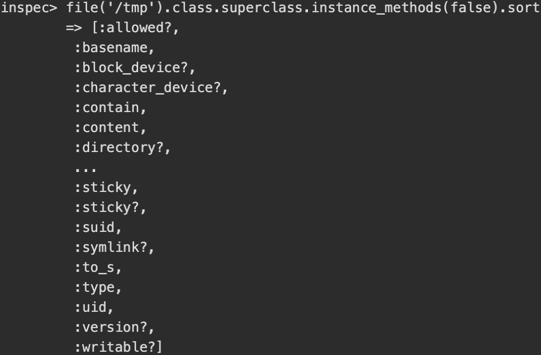 inspec> file('/tmp').class.superclass.instance_methods(false).sort
=> [:allowed?,
:basename,
:block_device?,
:character_device?,
:contain,
:content,
:directory?,
...
:sticky,
:sticky?,
:suid,
:symlink?,
:to_s,
:type,
:uid,
:version?,
:writable?]